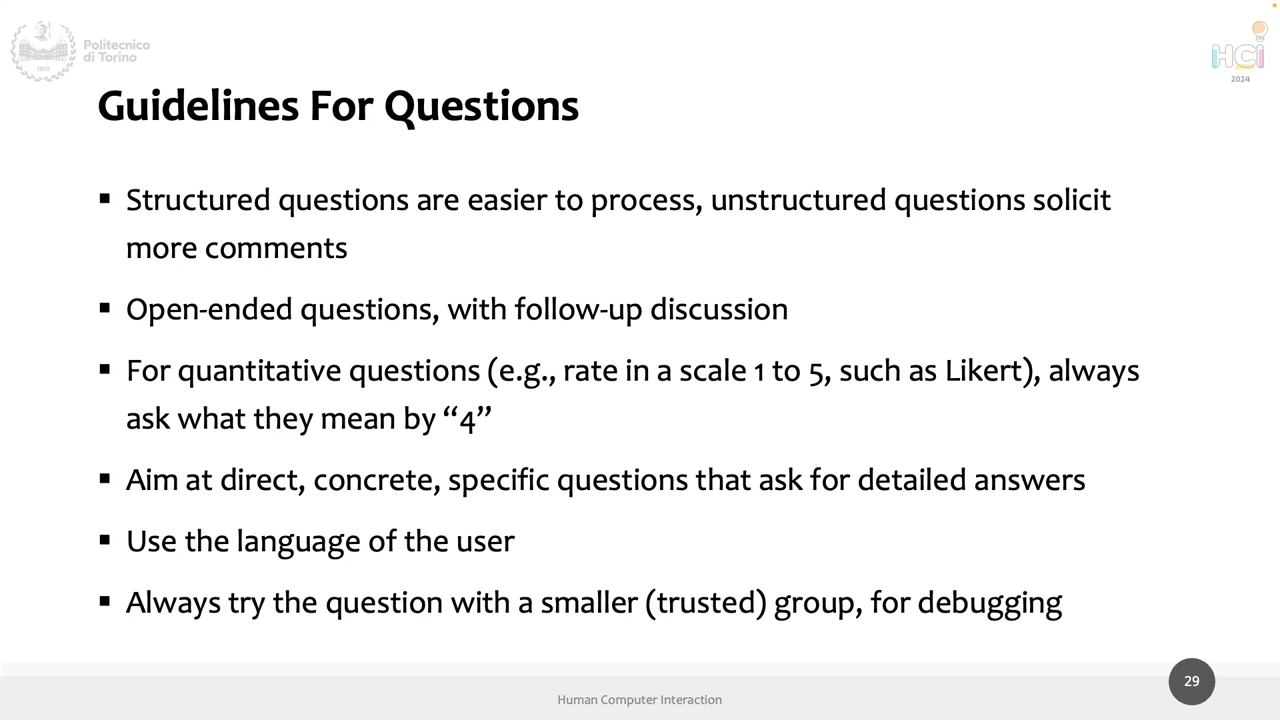 Politecnico
di Torino
1859
HCI
2024
Guidelines For Questions
▪ Structured questions are easier to process, unstructured questions solicit
more comments
▪ Open-ended questions, with follow-up discussion
▪ For quantitative questions (e.g., rate in a scale 1 to 5, such as Likert), always
ask what they mean by “4”
▪ Aim at direct, concrete, specific questions that ask for detailed answers
▪ Use the language of the user
▪ Always try the question with a smaller (trusted) group, for debugging
Human Computer Interaction
29